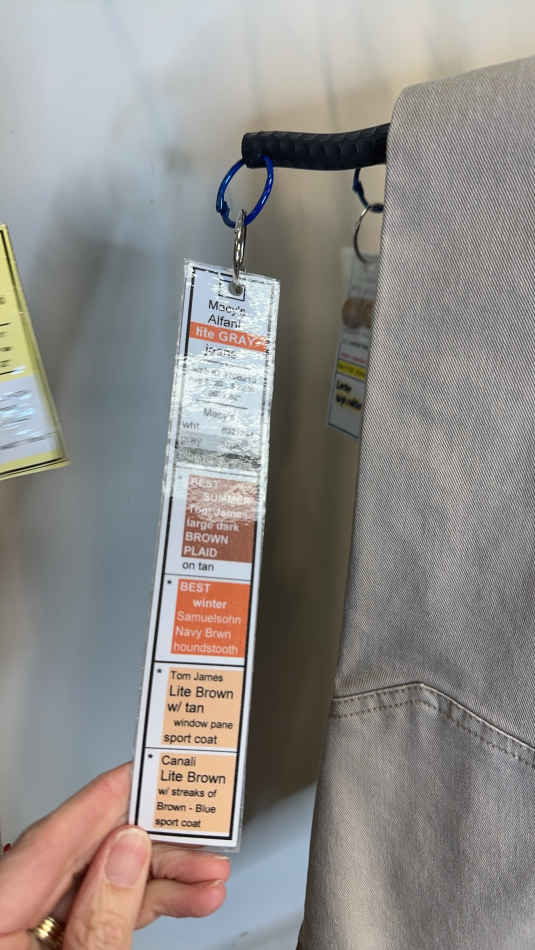 Macy's
Alfani
lite GRAY
jeans
Macy's
wht
gray
* BEST
SUMMER
Tom James
large dark
BROWN
PLAID
on tan
* BEST
winter
Samuelsohn
Navy Brwn
houndstooth
* Tom James
Lite Brown
w/ tan
window pane
sport coat
* Canali
Lite Brown
w/ streaks of
Brown - Blue
sport coat